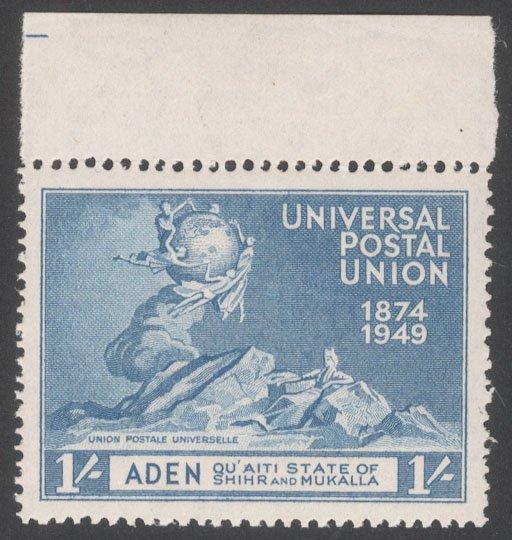 UNIVERSAL
POSTAL
UNION
1874
1949
UNION POSTALE UNIVERSELLE
1/- ADEN QU'AITI STATE OF SHIHR AND MUKALLA 1/-